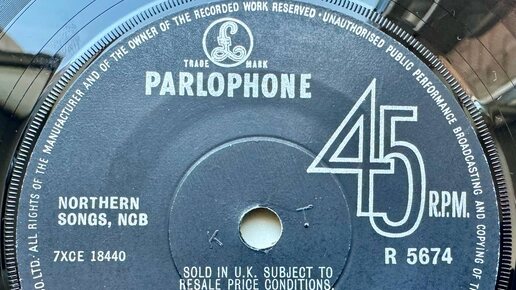 O. LTD. ALL RIGHTS OF THE MANUFACTURER AND OF THE OWNER OF THE RECORDED WORK RESERVED · UNAUTHORISED PUBLIC PERFORMANCE BROADCASTING AND COPYING OF
£
TRADE MARK
PARLOPHONE
45
R.P.M.
NORTHERN
SONGS, NCB
7XCE 18440
K T
R 5674
SOLD IN U.K. SUBJECT TO
RESALE PRICE CONDITIONS.